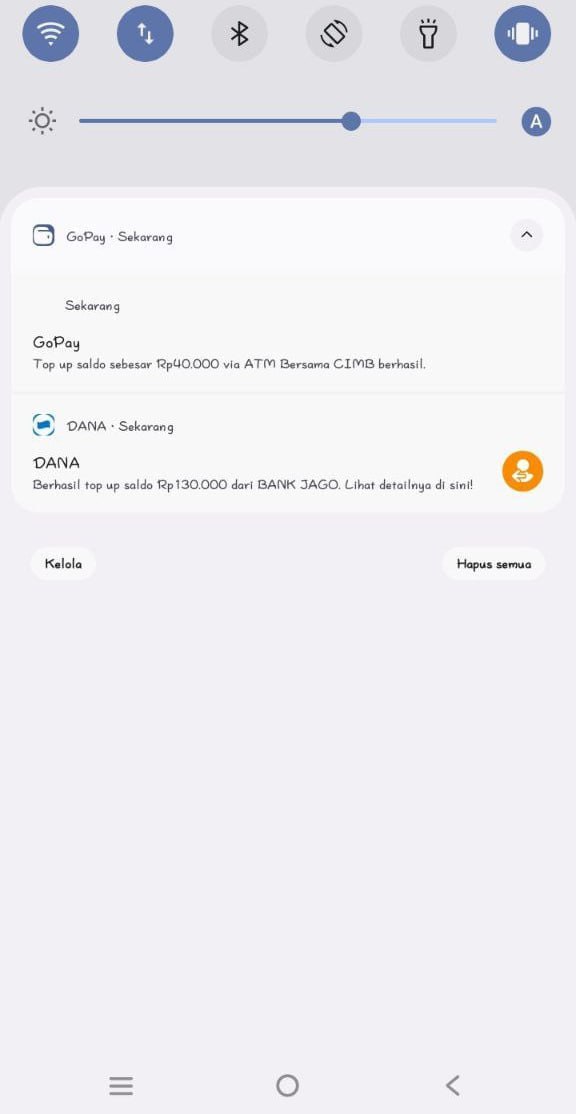 A
GoPay • Sekarang
Sekarang
GoPay
Top up saldo sebesar Rp40.000 via ATM Bersama CIMB berhasil.
DANA • Sekarang
DANA
Berhasil top up saldo Rp130.000 dari BANK JAGO. Lihat detailnya di sini!
Kelola
Hapus semua